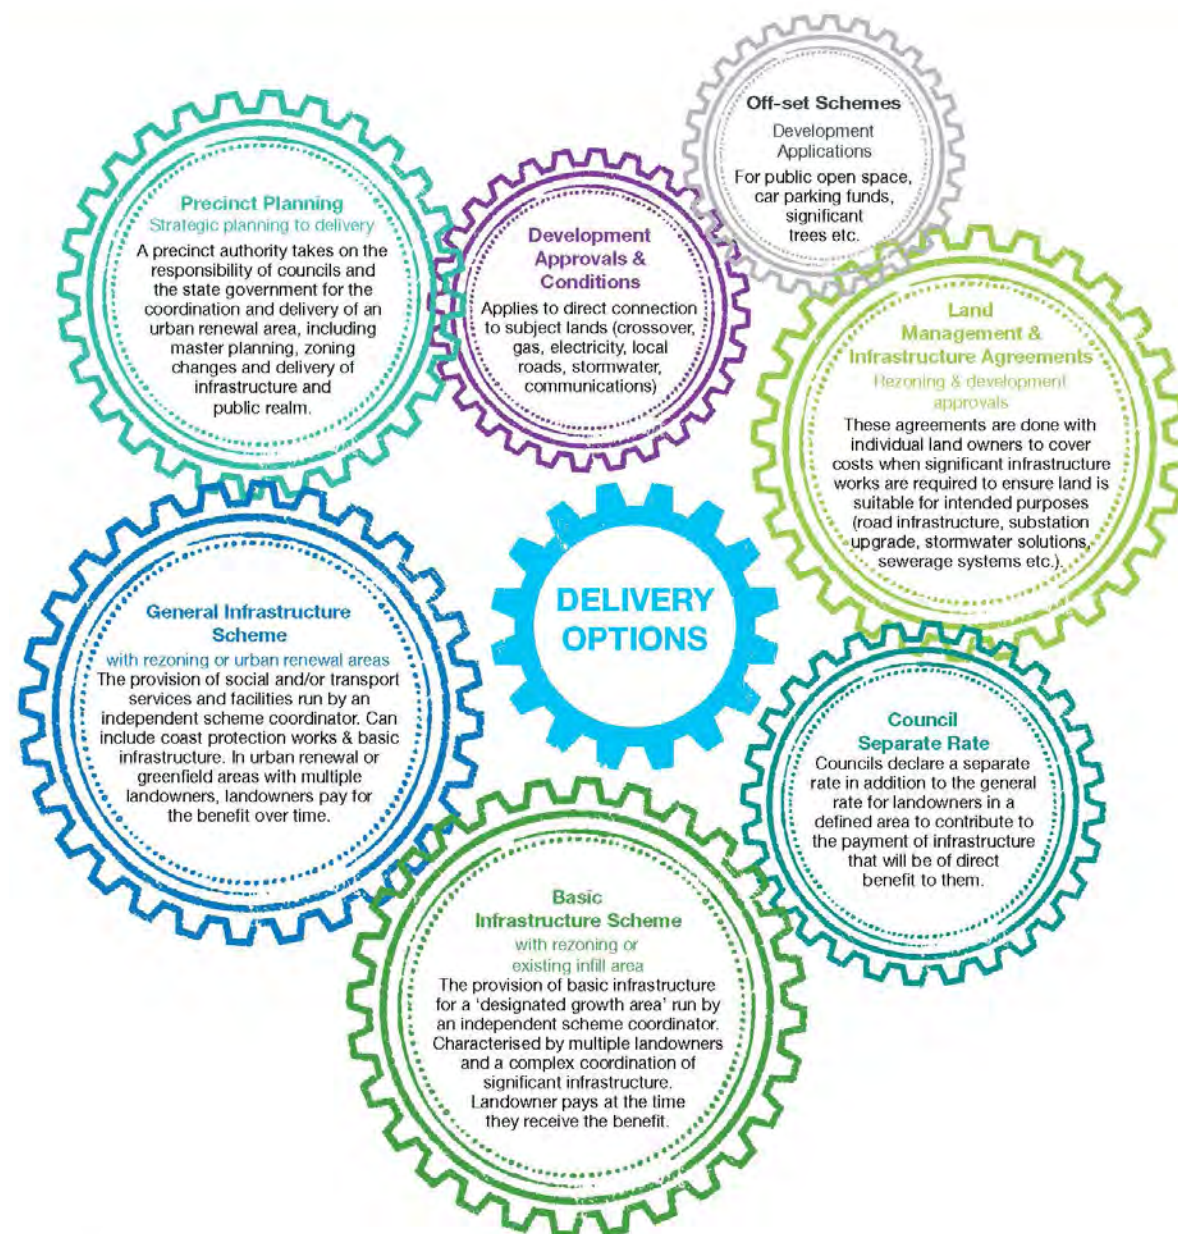 Off-set Schemes
Development
Applications
For public open space,
car parking funds,
significant
trees etc.
Precinct Planning
Strategic planning to delivery
A precinct authority takes on the
responsibility of councils and
the state government for the
coordination and delivery of an
urban renewal area, including
master planning, zoning
changes and delivery of
infrastructure and
public realm.
Development
Approvals &
Conditions
Applies to direct connection
to subject lands (crossover,
gas, electricity, local
roads, stormwater,
communications)
Land
Management &
Infrastructure Agreements
Rezoning & development
approvals
These agreements are done with
individual land owners to cover
costs when significant infrastructure
works are required to ensure land is
suitable for intended purposes
(road infrastructure, substation
upgrade, stormwater solutions,
sewerage systems etc.).
DELIVERY
OPTIONS
General Infrastructure
Scheme
with rezoning or urban renewal areas
The provision of social and/or transport
services and facilities run by an
independent scheme coordinator. Can
include coast protection works & basic
infrastructure. In urban renewal or
greenfield areas with multiple
landowners, landowners pay for
the benefit over time.
Council
Separate Rate
Councils declare a separate
rate in addition to the general
rate for landowners in a
defined area to contribute to
the payment of infrastructure
that will be of direct
benefit to them.
Basic
Infrastructure Scheme
with rezoning or
existing infill area
The provision of basic infrastructure
for a 'designated growth area' run by
an independent scheme coordinator.
Characterised by multiple landowners
and a complex coordination of
significant infrastructure.
Landowner pays at the time
they receive the benefit.